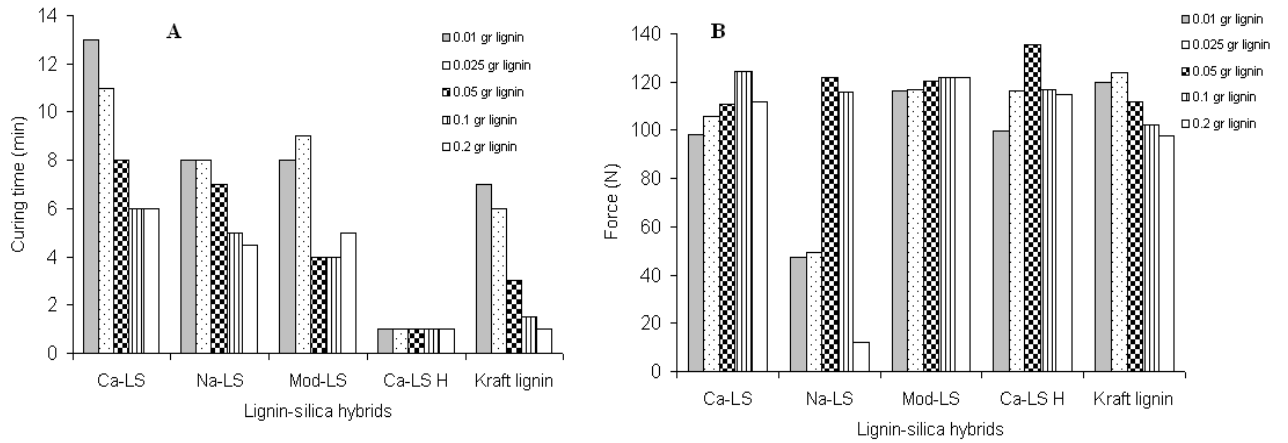 A
14
12
10
8
6
4
2
0
Curing time (min)
Ca-LS Na-LS Mod-LS Ca-LS H Kraft lignin
Lignin-silica hybrids
0.01 gr lignin
0.025 gr lignin
0.05 gr lignin
0.1 gr lignin
0.2 gr lignin
B
140
120
100
80
60
40
20
0
Force (N)
Ca-LS Na-LS Mod-LS Ca-LS H Kraft lignin
Lignin-silica hybrids
0.01 gr lignin
0.025 gr lignin
0.05 gr lignin
0.1 gr lignin
0.2 gr lignin